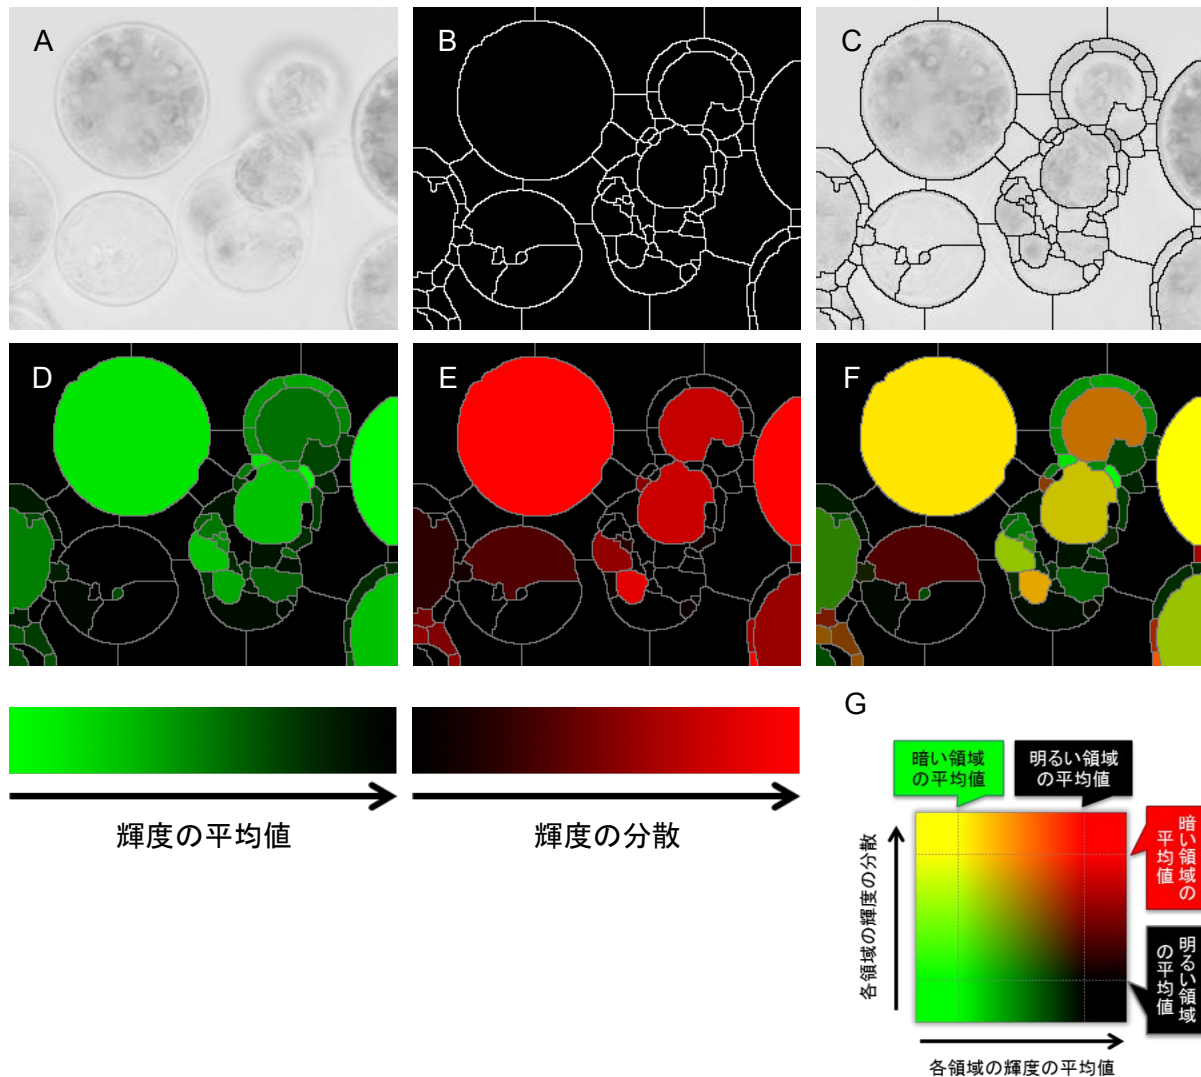 A
B
C
D
E
F
輝度の平均値
輝度の分散
G
暗い領域
の平均値
明るい領域
の平均値
各領域の輝度の分散
暗い領域の
平均値
明るい領域
の平均値
各領域の輝度の平均値